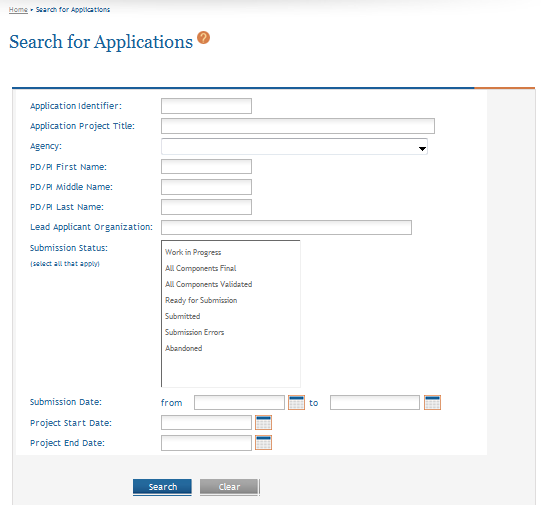 Home ▸ Search for Applications
Search for Applications ?
Application Identifier:
Application Project Title:
Agency:
PD/PI First Name:
PD/PI Middle Name:
PD/PI Last Name:
Lead Applicant Organization:
Submission Status:
(select all that apply)
Work in Progress
All Components Final
All Components Validated
Ready for Submission
Submitted
Submission Errors
Abandoned
Submission Date: from to
Project Start Date:
Project End Date:
Search Clear